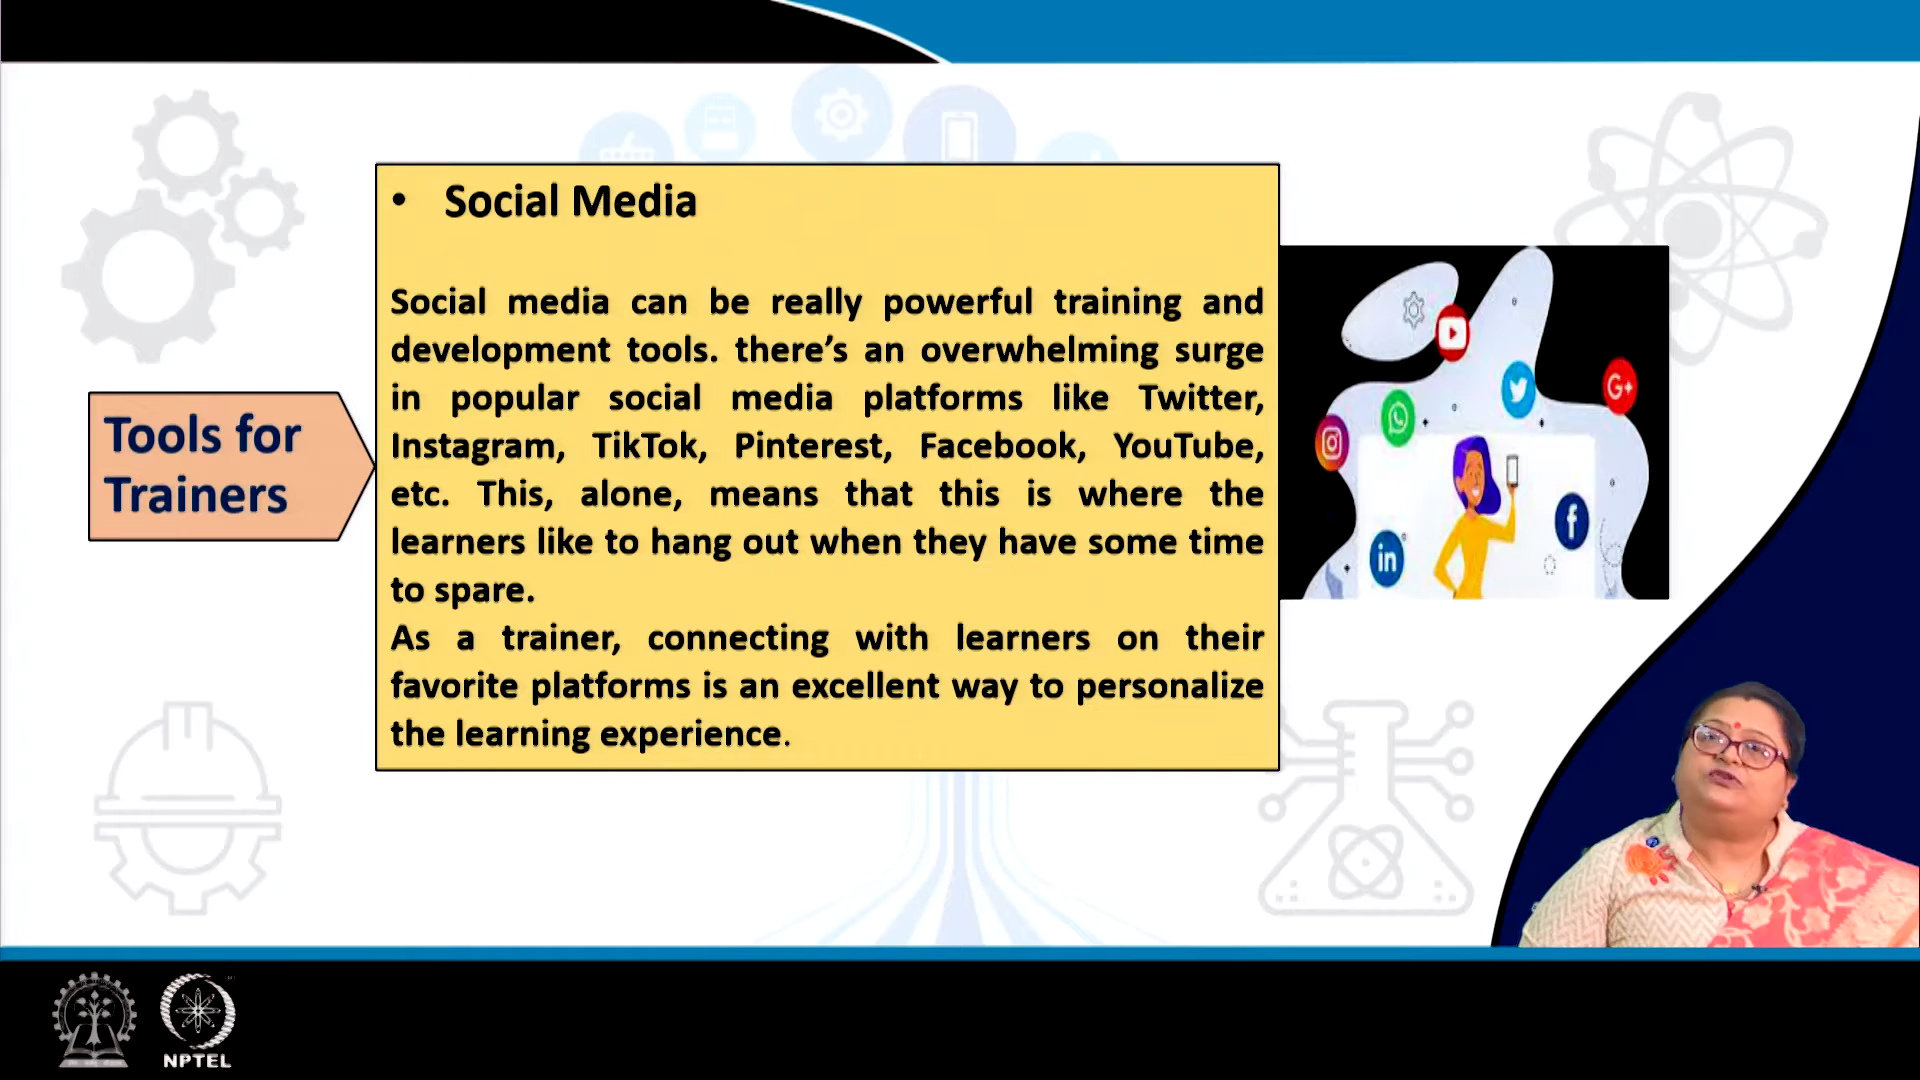 Tools for
Trainers
• Social Media
Social media can be really powerful training and
development tools. there's an overwhelming surge
in popular social media platforms like Twitter,
Instagram, TikTok, Pinterest, Facebook, YouTube,
etc. This, alone, means that this is where the
learners like to hang out when they have some time
to spare.
As a trainer, connecting with learners on their
favorite platforms is an excellent way to personalize
the learning experience.
G+
f
in
NPTEL